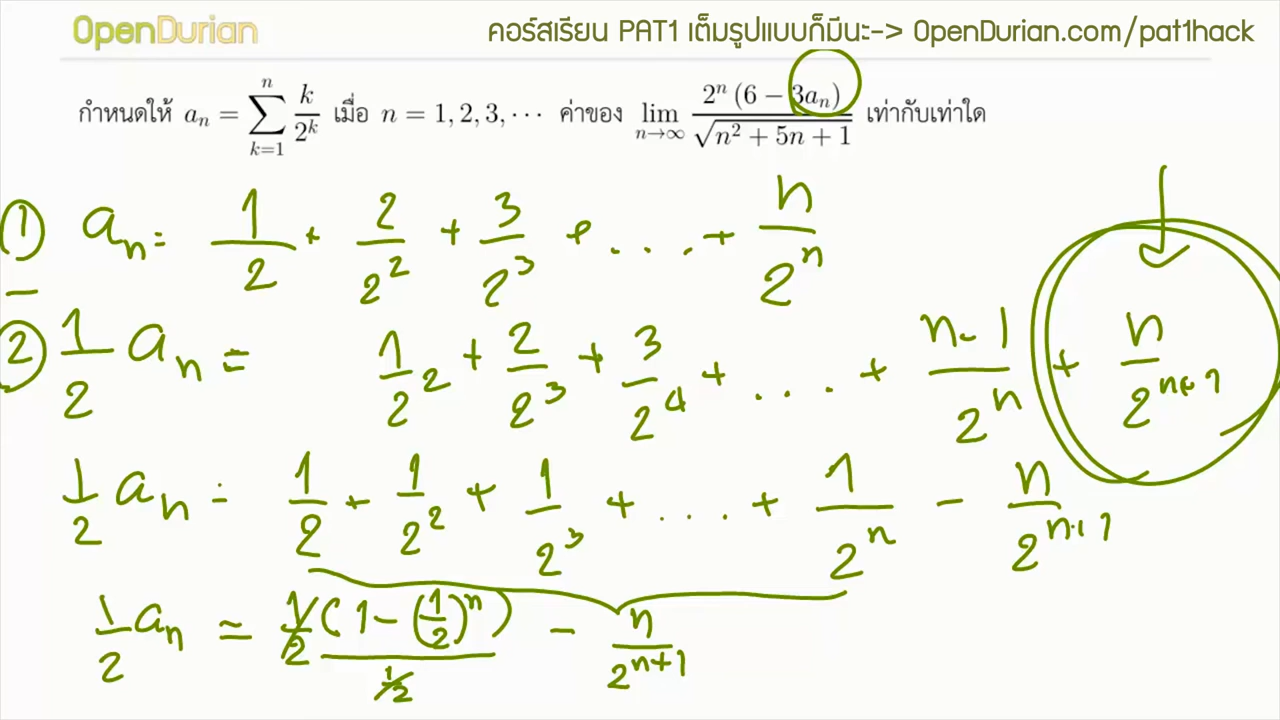 OpenDurian
คอร์สเรียน PAT1 เต็มรูปแบบก็มีนะ-> OpenDurian.com/pat1hack
กำหนดให้ a_n = \sum_{k=1}^{n} \frac{k}{2^k} เมื่อ n = 1, 2, 3, ⋯ ค่าของ \lim_{n→∞} \frac{2^n (6 − 3a_n)}{\sqrt{n^2 + 5n + 1}} เท่ากับเท่าใด
① a_n = \frac{1}{2} + \frac{2}{2^2} + \frac{3}{2^3} + ... + \frac{n}{2^n}
② \frac{1}{2} a_n = \frac{1}{2^2} + \frac{2}{2^3} + \frac{3}{2^4} + ... + \frac{n-1}{2^n} + \frac{n}{2^{n+1}}
\frac{1}{2} a_n = \frac{1}{2} + \frac{1}{2^2} + \frac{1}{2^3} + ... + \frac{1}{2^n} − \frac{n}{2^{n+1}}
\frac{1}{2} a_n = \frac{\frac{1}{2}(1 − (\frac{1}{2})^n)}{\frac{1}{2}} − \frac{n}{2^{n+1}}